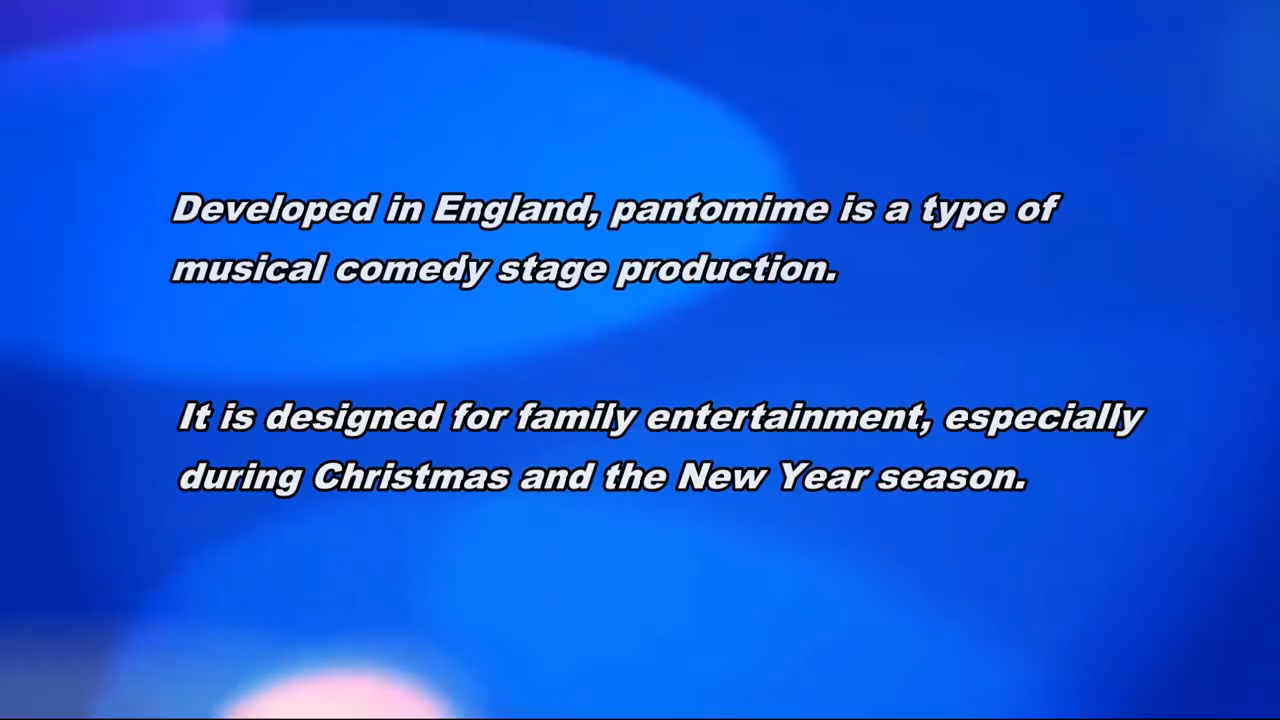 Developed in England, pantomime is a type of
musical comedy stage production.
It is designed for family entertainment, especially
during Christmas and the New Year season.